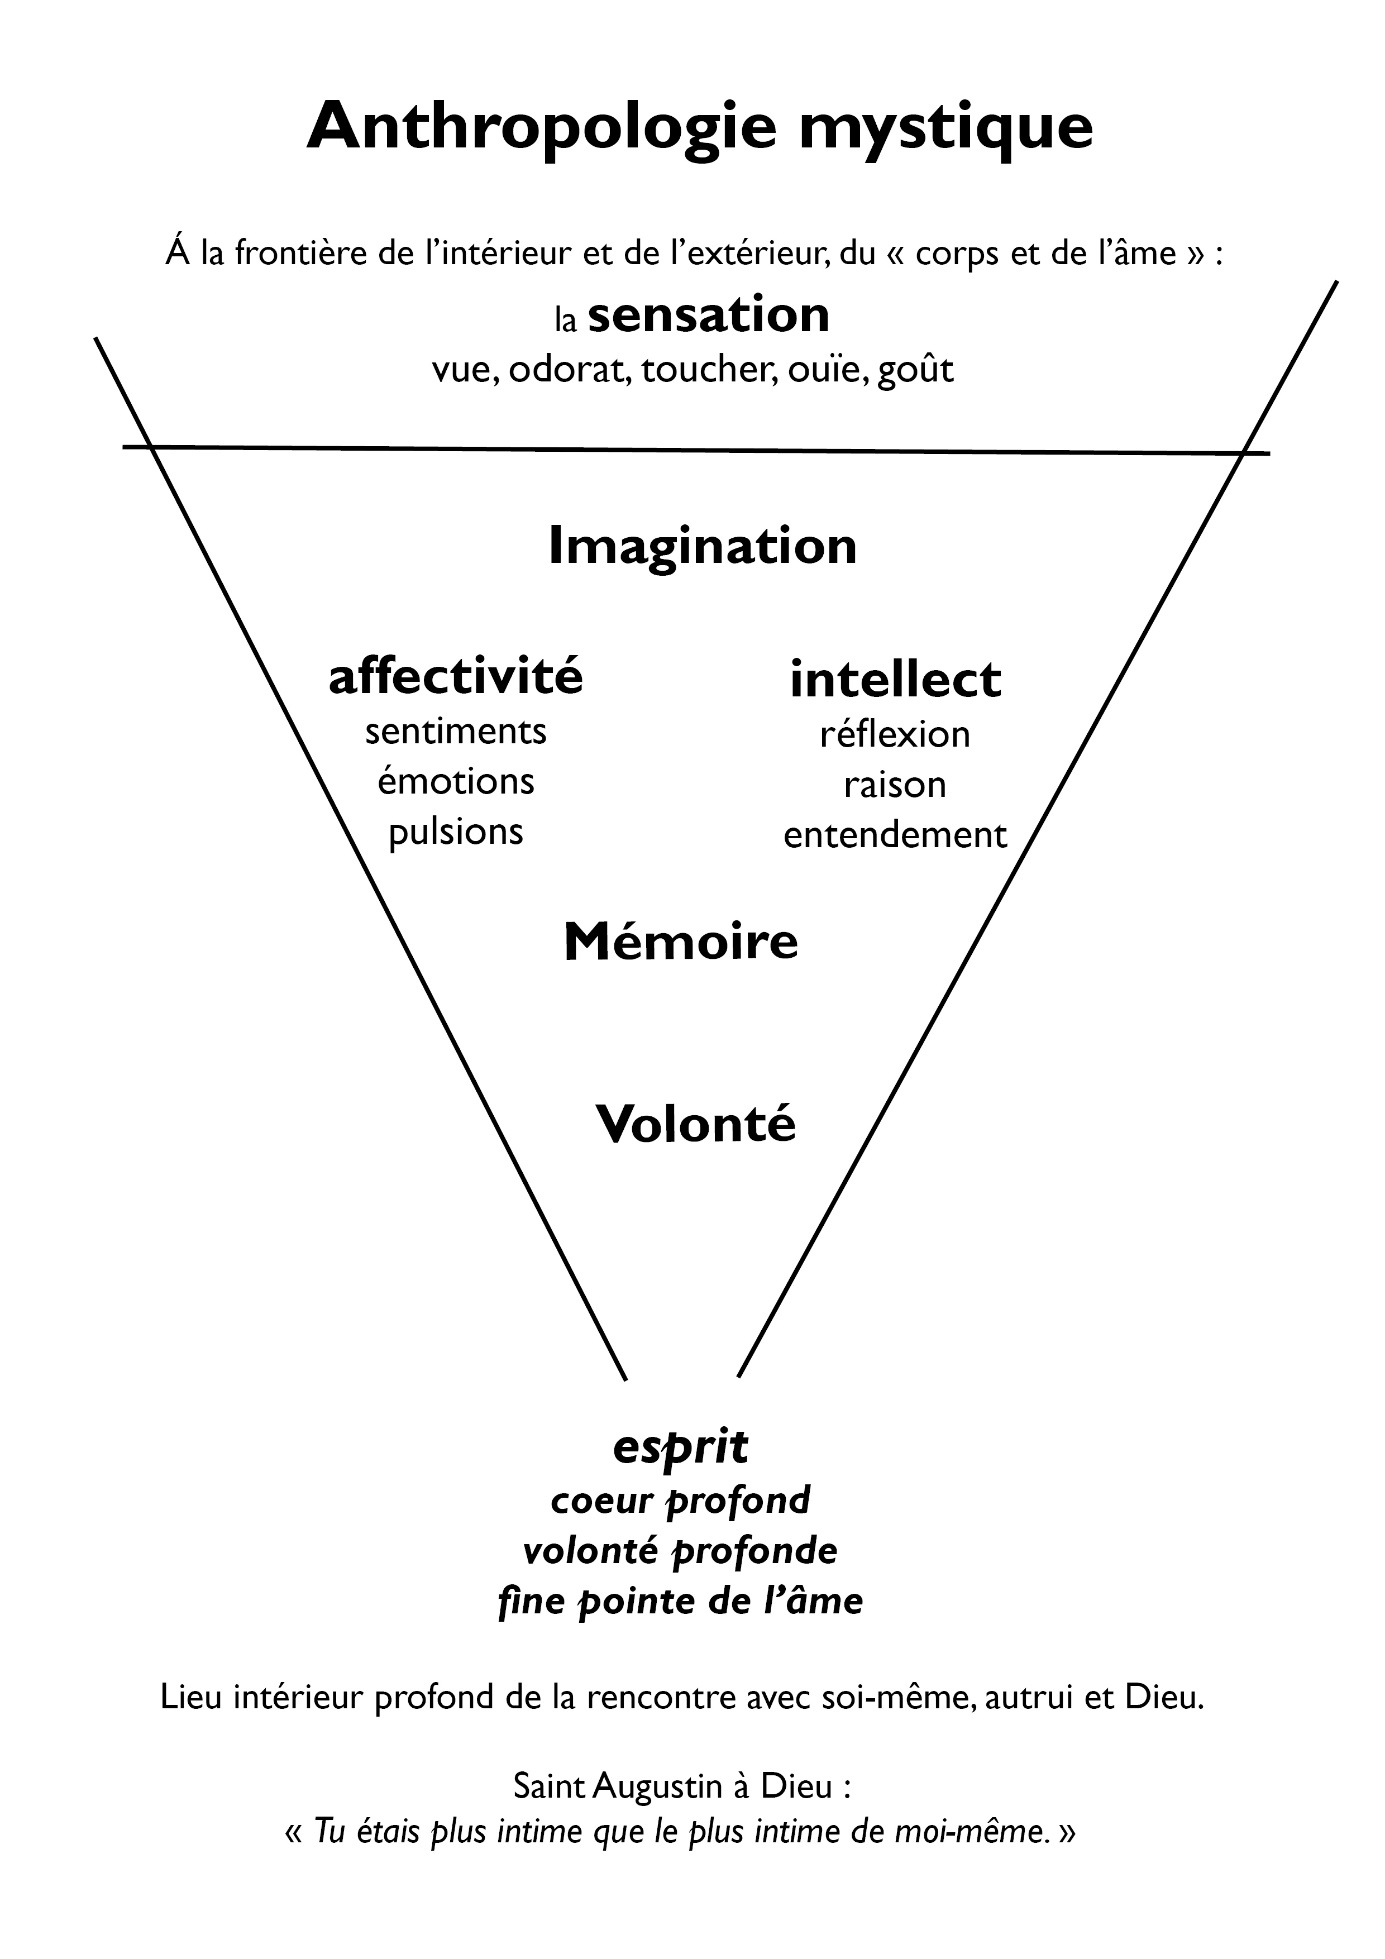 Anthropologie mystique
Á la frontière de l’intérieur et de l’extérieur, du « corps et de l’âme » :
la sensation
vue, odorat, toucher, ouïe, goût
Imagination
affectivité
sentiments
émotions
pulsions
intellect
réflexion
raison
entendement
Mémoire
Volonté
esprit
coeur profond
volonté profonde
fine pointe de l’âme
Lieu intérieur profond de la rencontre avec soi-même, autrui et Dieu.
Saint Augustin à Dieu :
« Tu étais plus intime que le plus intime de moi-même. »